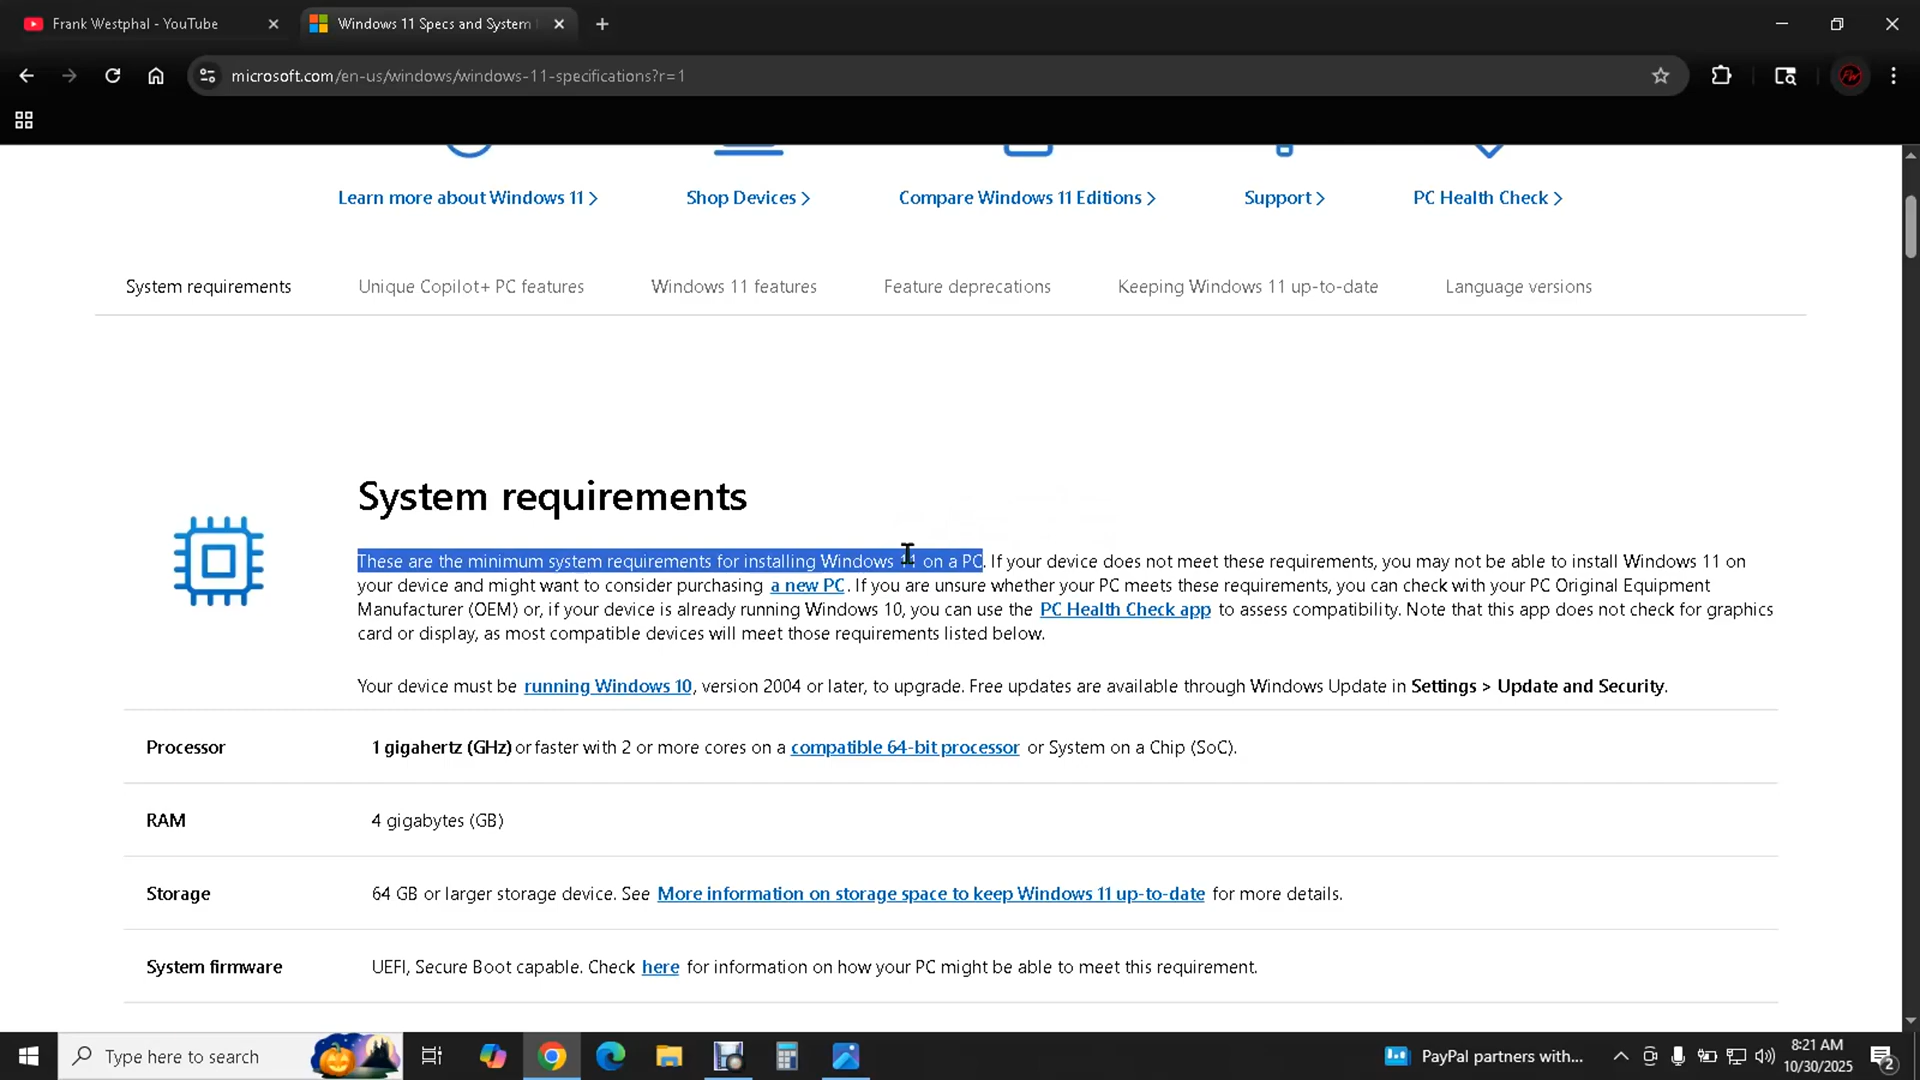 Frank Westphal - YouTube
Windows 11 Specs and System
microsoft.com/en-us/windows/windows-11-specifications?r=1
Learn more about Windows 11 >
Shop Devices >
Compare Windows 11 Editions >
Support >
PC Health Check >
System requirements
Unique Copilot+ PC features
Windows 11 features
Feature deprecations
Keeping Windows 11 up-to-date
Language versions
System requirements
These are the minimum system requirements for installing Windows 11 on a PC. If your device does not meet these requirements, you may not be able to install Windows 11 on
your device and might want to consider purchasing a new PC. If you are unsure whether your PC meets these requirements, you can check with your PC Original Equipment
Manufacturer (OEM) or, if your device is already running Windows 10, you can use the PC Health Check app to assess compatibility. Note that this app does not check for graphics
card or display, as most compatible devices will meet those requirements listed below.
Your device must be running Windows 10, version 2004 or later, to upgrade. Free updates are available through Windows Update in Settings > Update and Security.
Processor
1 gigahertz (GHz) or faster with 2 or more cores on a compatible 64-bit processor or System on a Chip (SoC).
RAM
4 gigabytes (GB)
Storage
64 GB or larger storage device. See More information on storage space to keep Windows 11 up-to-date for more details.
System firmware
UEFI, Secure Boot capable. Check here for information on how your PC might be able to meet this requirement.
Type here to search
PayPal partners with...
8:21 AM
10/30/2025
2